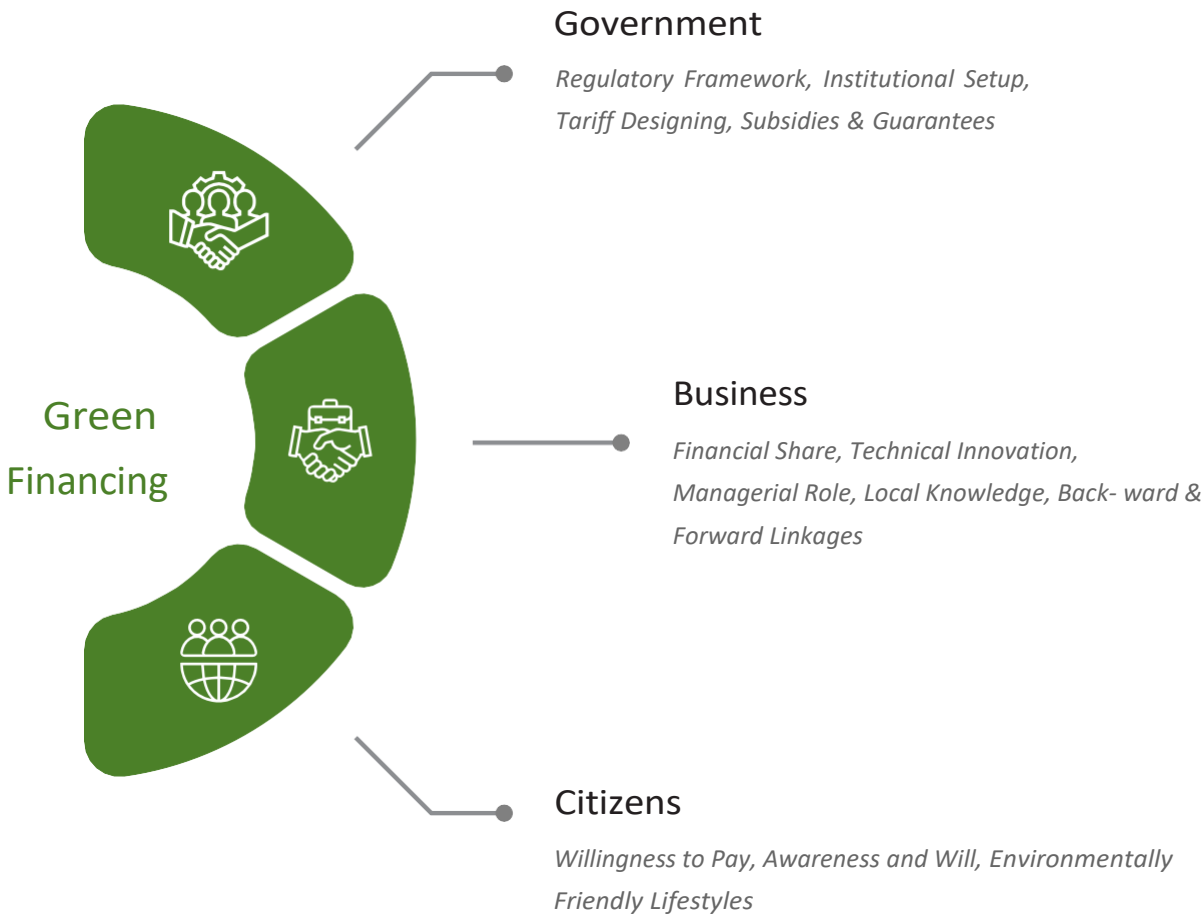 Government
Regulatory Framework, Institutional Setup,
Tariff Designing, Subsidies & Guarantees
Green
Financing
Business
Financial Share, Technical Innovation,
Managerial Role, Local Knowledge, Back- ward &
Forward Linkages
Citizens
Willingness to Pay, Awareness and Will, Environmentally
Friendly Lifestyles